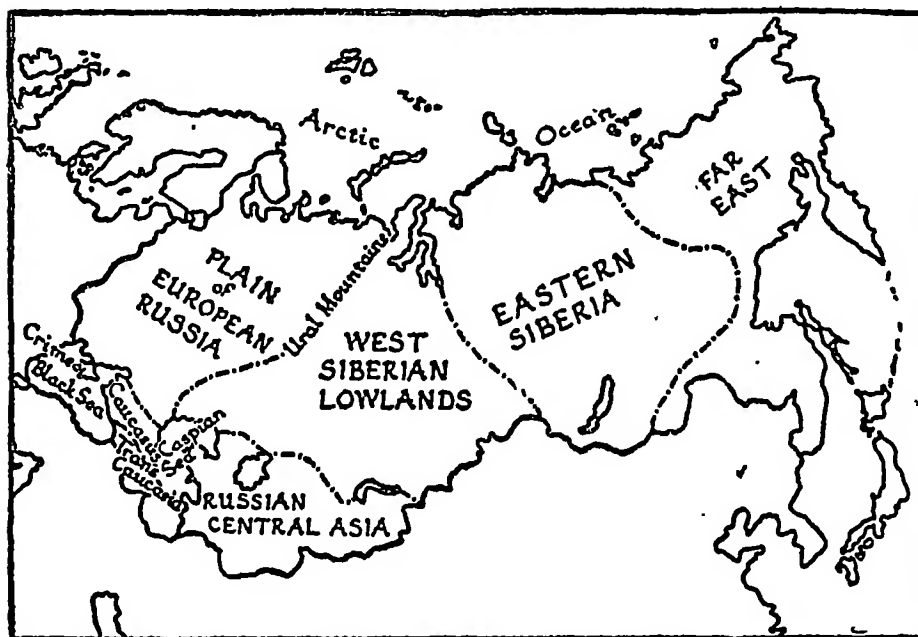 Arctic
Ocean
FAR
EAST
PLAIN
of
EUROPEAN
RUSSIA
Ural Mountains
EASTERN
SIBERIA
WEST
SIBERIAN
LOWLANDS
Crimea
Black Sea
Caucasus
Caspian
Sea
Trans
Caucasia
RUSSIAN
CENTRAL ASIA